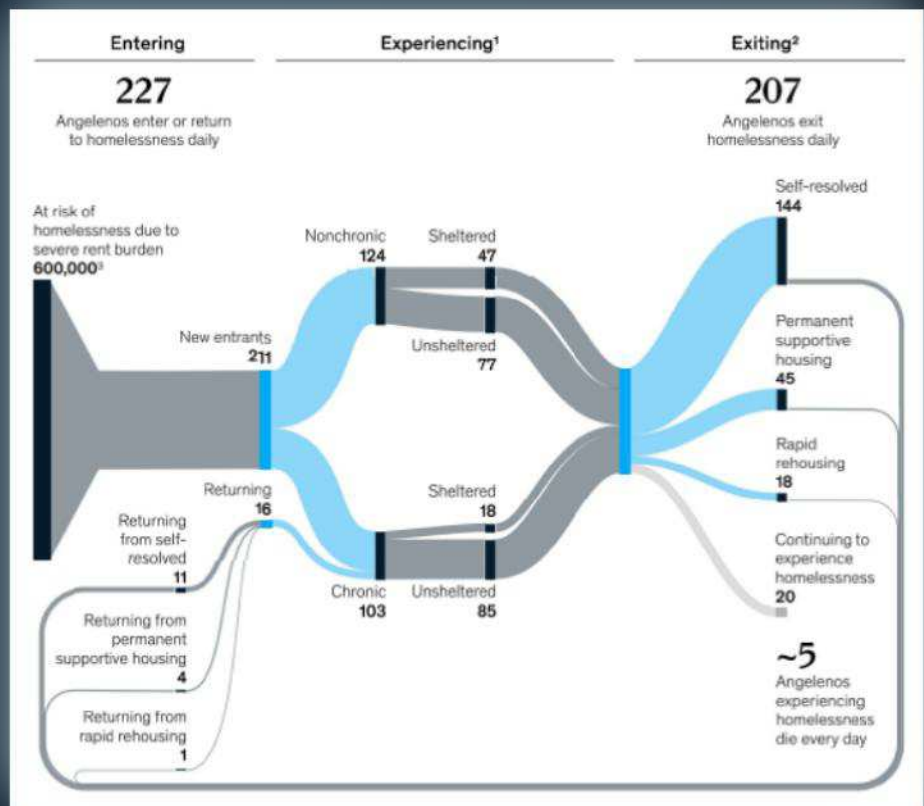 Entering
Experiencing¹
Exiting²
227
Angelenos enter or return
to homelessness daily
207
Angelenos exit
homelessness daily
At risk of
homelessness due to
severe rent burden
600,000³
New entrants
211
Returning
16
Returning
from self-
resolved
11
Returning from
permanent
supportive housing
4
Returning from
rapid rehousing
1
Nonchronic
124
Sheltered
47
Unsheltered
77
Chronic
103
Sheltered
18
Unsheltered
85
Self-resolved
144
Permanent
supportive
housing
45
Rapid
rehousing
18
Continuing to
experience
homelessness
20
~5
Angelenos
experiencing
homelessness
die every day